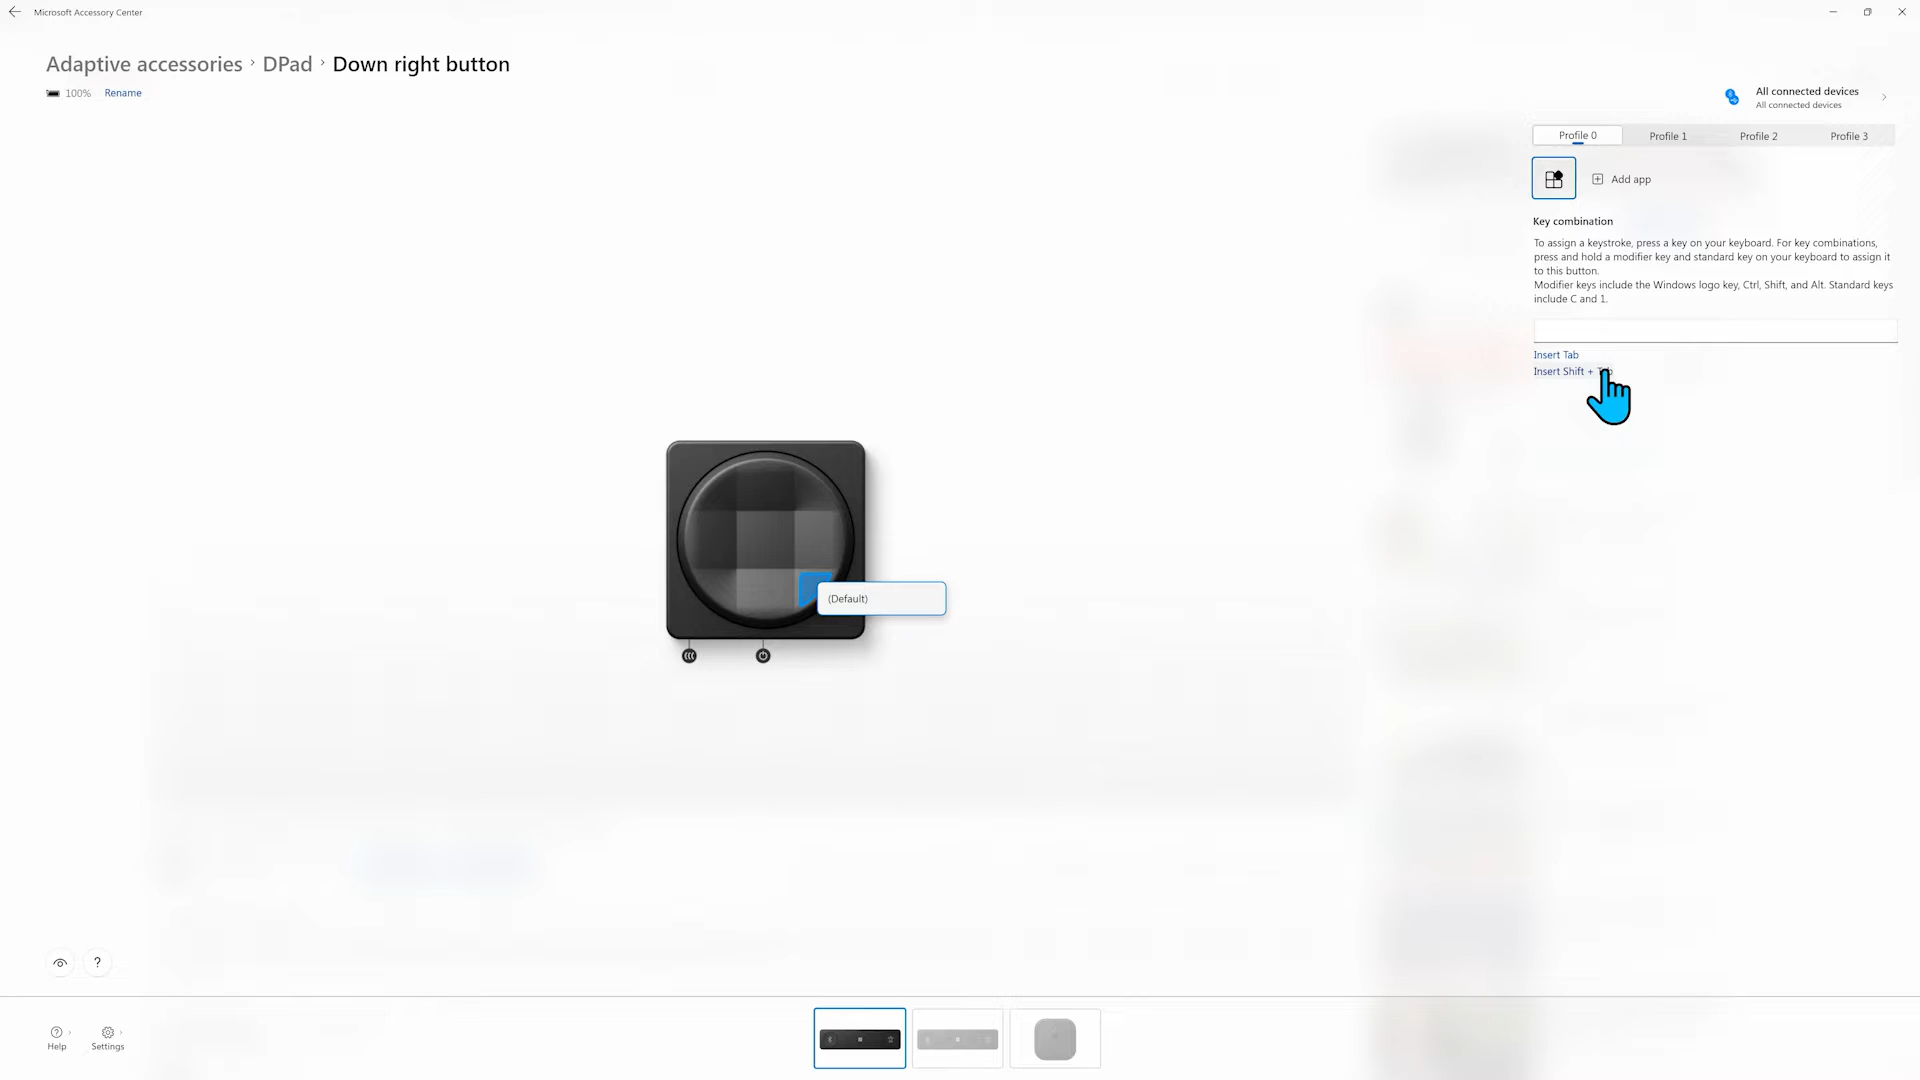 Microsoft Accessory Center
Adaptive accessories › DPad › Down right button
100% Rename
All connected devices
All connected devices
Profile 0 Profile 1 Profile 2 Profile 3
Add app
Key combination
To assign a keystroke, press a key on your keyboard. For key combinations,
press and hold a modifier key and standard key on your keyboard to assign it
to this button.
Modifier keys include the Windows logo key, Ctrl, Shift, and Alt. Standard keys
include C and 1.
Insert Tab
Insert Shift + Tab
(Default)
?
Help Settings